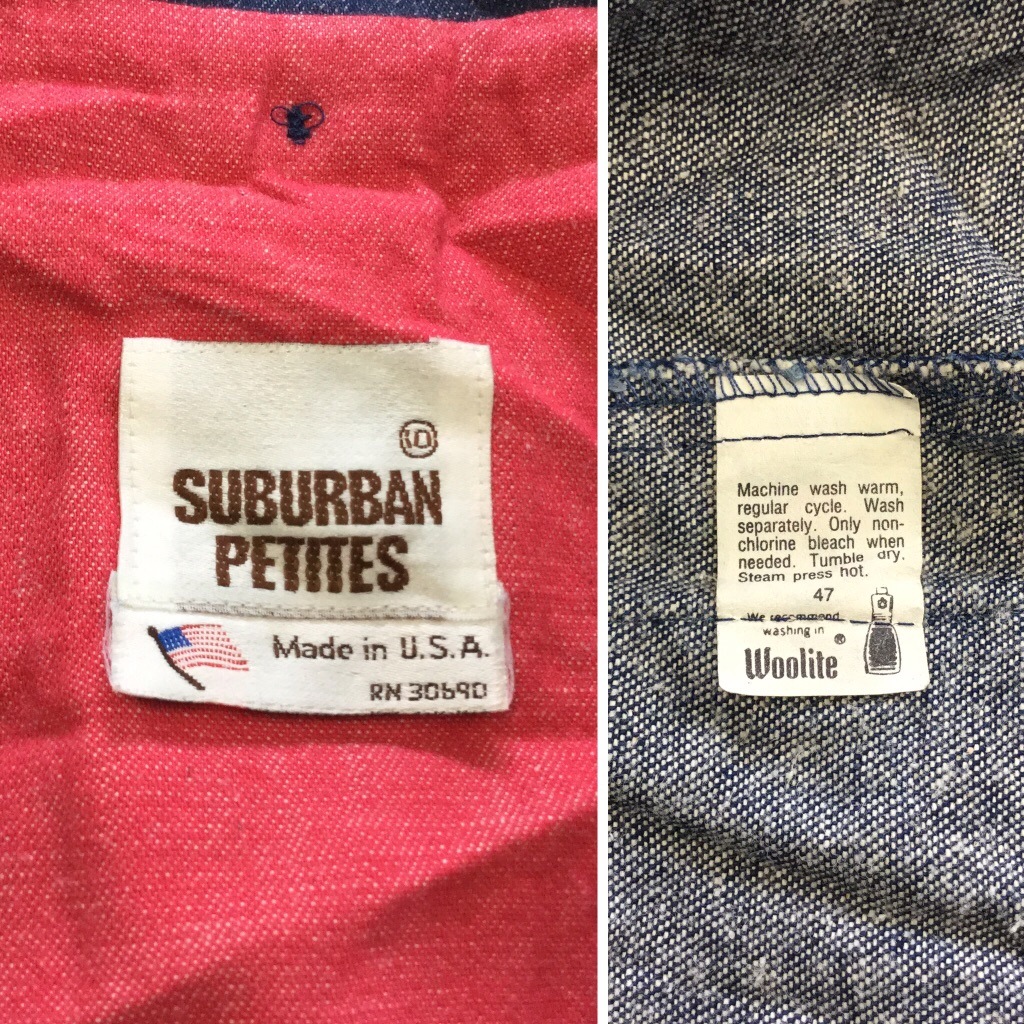 SUBURBAN
PETITES
Made in U.S.A.
RN 30690
Machine wash warm,
regular cycle. Wash
separately. Only non-
chlorine bleach when
needed. Tumble dry.
Steam press hot.
47
We recommend
washing in ®
Woolite